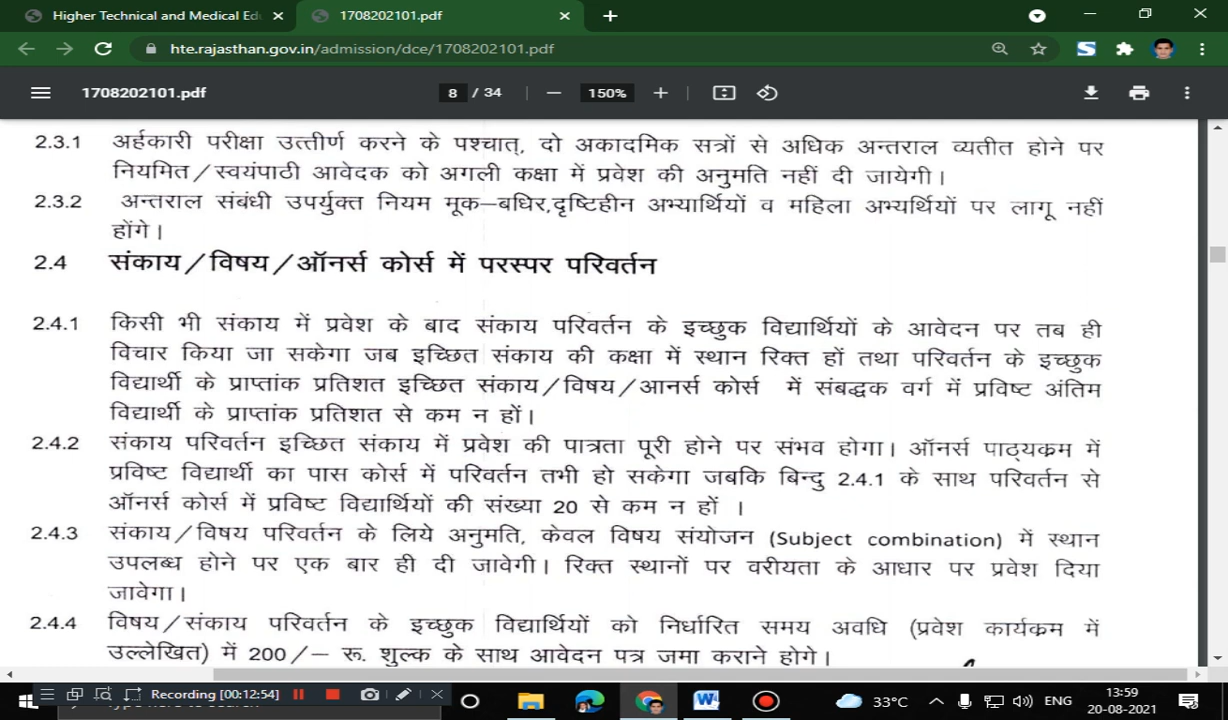 Higher Technical and Medical Edu
1708202101.pdf
hte.rajasthan.gov.in/admission/dce/1708202101.pdf
1708202101.pdf
8 / 34
150%
2.3.1 अर्हकारी परीक्षा उत्तीर्ण करने के पश्चात्, दो अकादमिक सत्रों से अधिक अन्तराल व्यतीत होने पर
नियमित/स्वयंपाठी आवेदक को अगली कक्षा में प्रवेश की अनुमति नहीं दी जायेगी।
2.3.2 अन्तराल संबंधी उपर्युक्त नियम मूक–बधिर,दृष्टिहीन अभ्यार्थियों व महिला अभ्यर्थियों पर लागू नहीं
होंगे।
2.4 संकाय/विषय/ऑनर्स कोर्स में परस्पर परिवर्तन
2.4.1 किसी भी संकाय में प्रवेश के बाद संकाय परिवर्तन के इच्छुक विद्यार्थियों के आवेदन पर तब ही
विचार किया जा सकेगा जब इच्छित संकाय की कक्षा में स्थान रिक्त हों तथा परिवर्तन के इच्छुक
विद्यार्थी के प्राप्तांक प्रतिशत इच्छित संकाय/विषय/आनर्स कोर्स में संबद्धक वर्ग में प्रविष्ट अंतिम
विद्यार्थी के प्राप्तांक प्रतिशत से कम न हों।
2.4.2 संकाय परिवर्तन इच्छित संकाय में प्रवेश की पात्रता पूरी होने पर संभव होगा। ऑनर्स पाठ्यक्रम में
प्रविष्ट विद्यार्थी का पास कोर्स में परिवर्तन तभी हो सकेगा जबकि बिन्दु 2.4.1 के साथ परिवर्तन से
ऑनर्स कोर्स में प्रविष्ट विद्यार्थियों की संख्या 20 से कम न हों ।
2.4.3 संकाय/विषय परिवर्तन के लिये अनुमति, केवल विषय संयोजन (Subject combination) में स्थान
उपलब्ध होने पर एक बार ही दी जावेगी। रिक्त स्थानों पर वरीयता के आधार पर प्रवेश दिया
जावेगा।
2.4.4 विषय/संकाय परिवर्तन के इच्छुक विद्यार्थियों को निर्धारित समय अवधि (प्रवेश कार्यक्रम में
उल्लेखित) में 200/– रू. शुल्क के साथ आवेदन पत्र जमा कराने होगे।
Recording [00:12:54]
33°C
ENG
13:59
20-08-2021